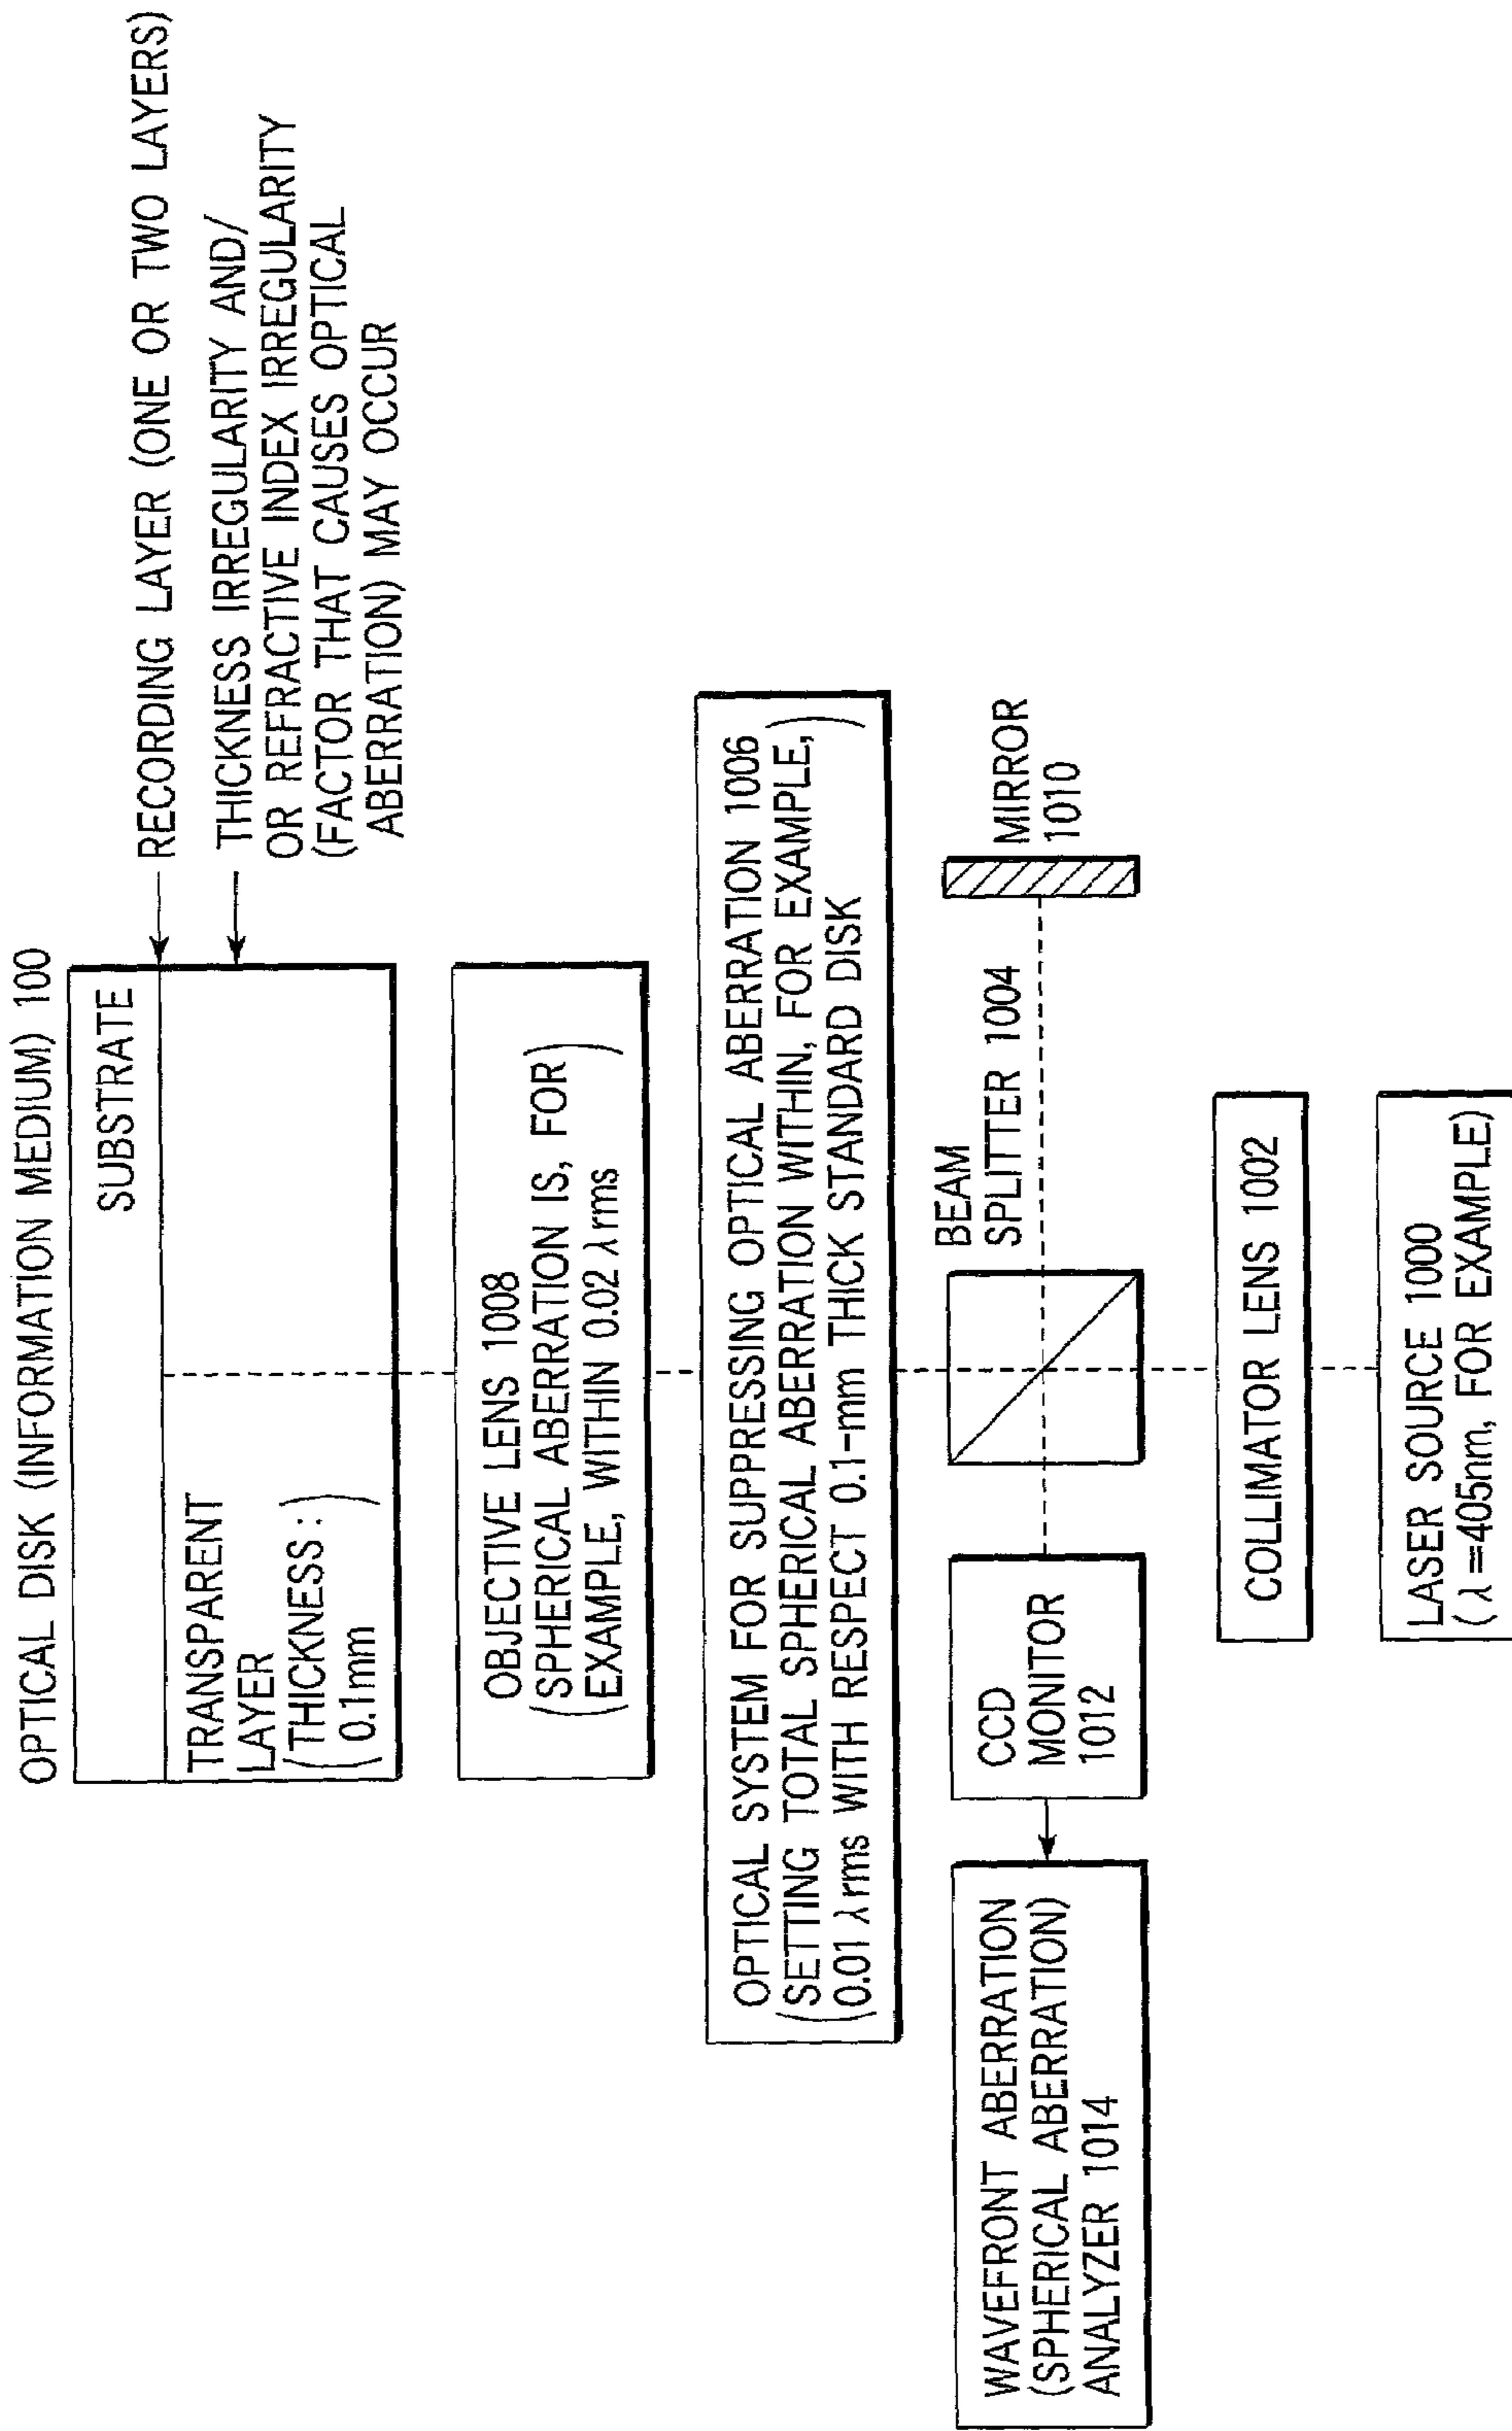 OPTICAL DISK (INFORMATION MEDIUM) 100
SUBSTRATE
RECORDING LAYER (ONE OR TWO LAYERS)
TRANSPARENT
LAYER
(THICKNESS :)
0.1mm
THICKNESS IRREGULARITY AND/
OR REFRACTIVE INDEX IRREGULARITY
(FACTOR THAT CAUSES OPTICAL
ABERRATION) MAY OCCUR
OBJECTIVE LENS 1008
(SPHERICAL ABERRATION IS, FOR
EXAMPLE, WITHIN 0.02 λ rms)
OPTICAL SYSTEM FOR SUPPRESSING OPTICAL ABERRATION 1006
(SETTING TOTAL SPHERICAL ABERRATION WITHIN, FOR EXAMPLE,
0.01 λ rms WITH RESPECT 0.1-mm THICK STANDARD DISK)
BEAM
SPLITTER 1004
MIRROR
1010
CCD
MONITOR
1012
WAVEFRONT ABERRATION
(SPHERICAL ABERRATION)
ANALYZER 1014
COLLIMATOR LENS 1002
LASER SOURCE 1000
( λ =405nm, FOR EXAMPLE)